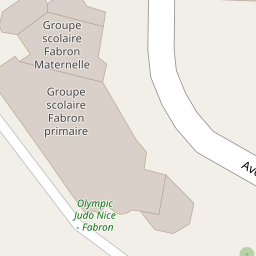 Groupe
scolaire
Fabron
Maternelle
Groupe
scolaire
Fabron
primaire
Olympic
Judo Nice
- Fabron